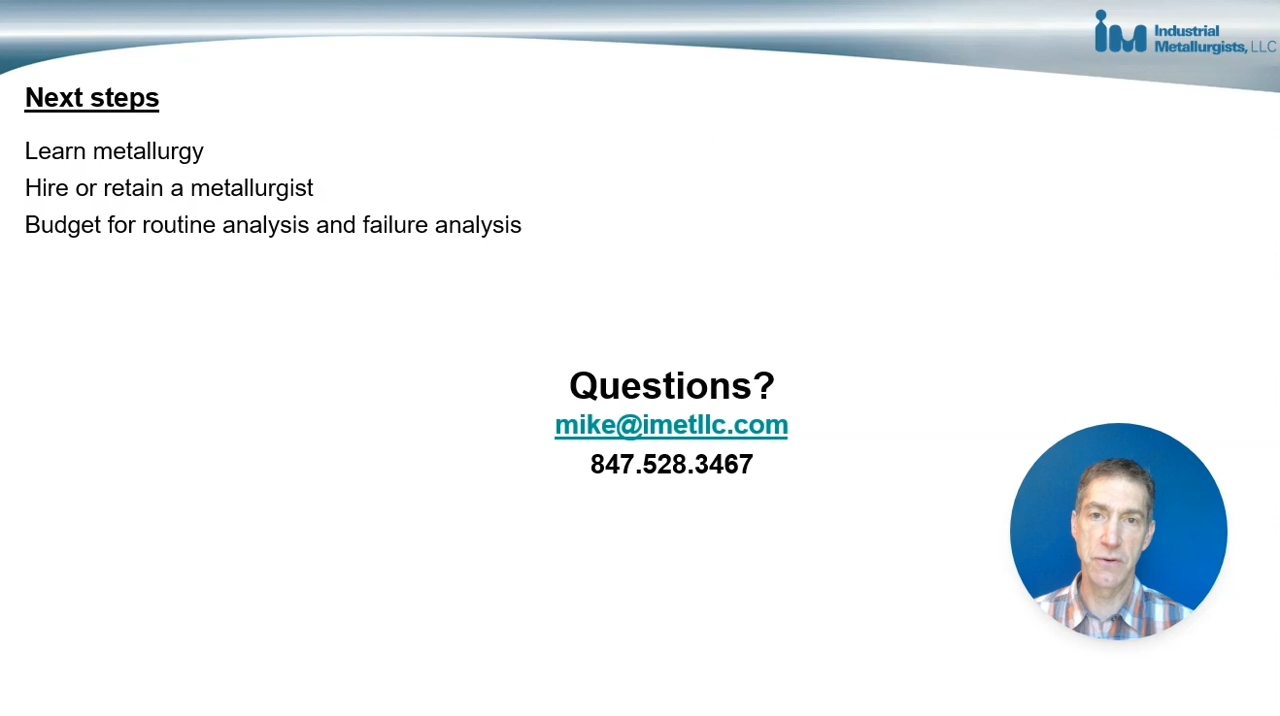 Industrial
Metallurgists, LLC
Next steps
Learn metallurgy
Hire or retain a metallurgist
Budget for routine analysis and failure analysis
Questions?
mike@imetllc.com
847.528.3467